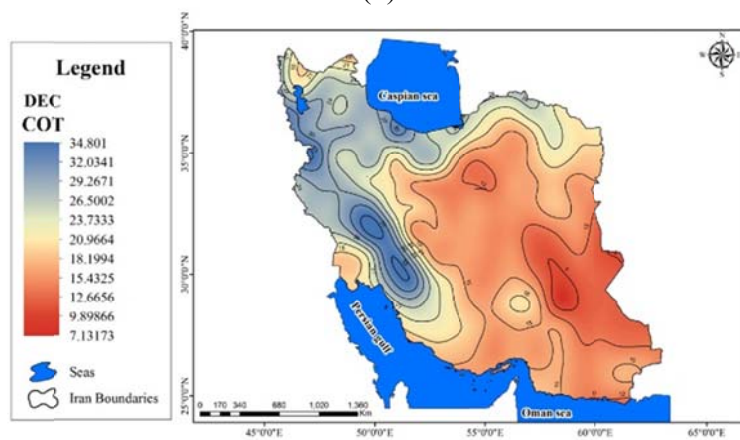 Legend
DEC
COT
34.801
32.0341
29.2671
26.5002
23.7333
20.9664
18.1994
15.4325
12.6656
9.89866
7.13173
Seas
Iran Boundaries
40°0'0"N
35°0'0"N
30°0'0"N
25°0'0"N
Caspian sea
Persian gulf
Oman sea
N
W
S
0 170 340 680 1,020 1,360
Km
45°0'0"E 50°0'0"E 55°0'0"E 60°0'0"E 65°0'0"E